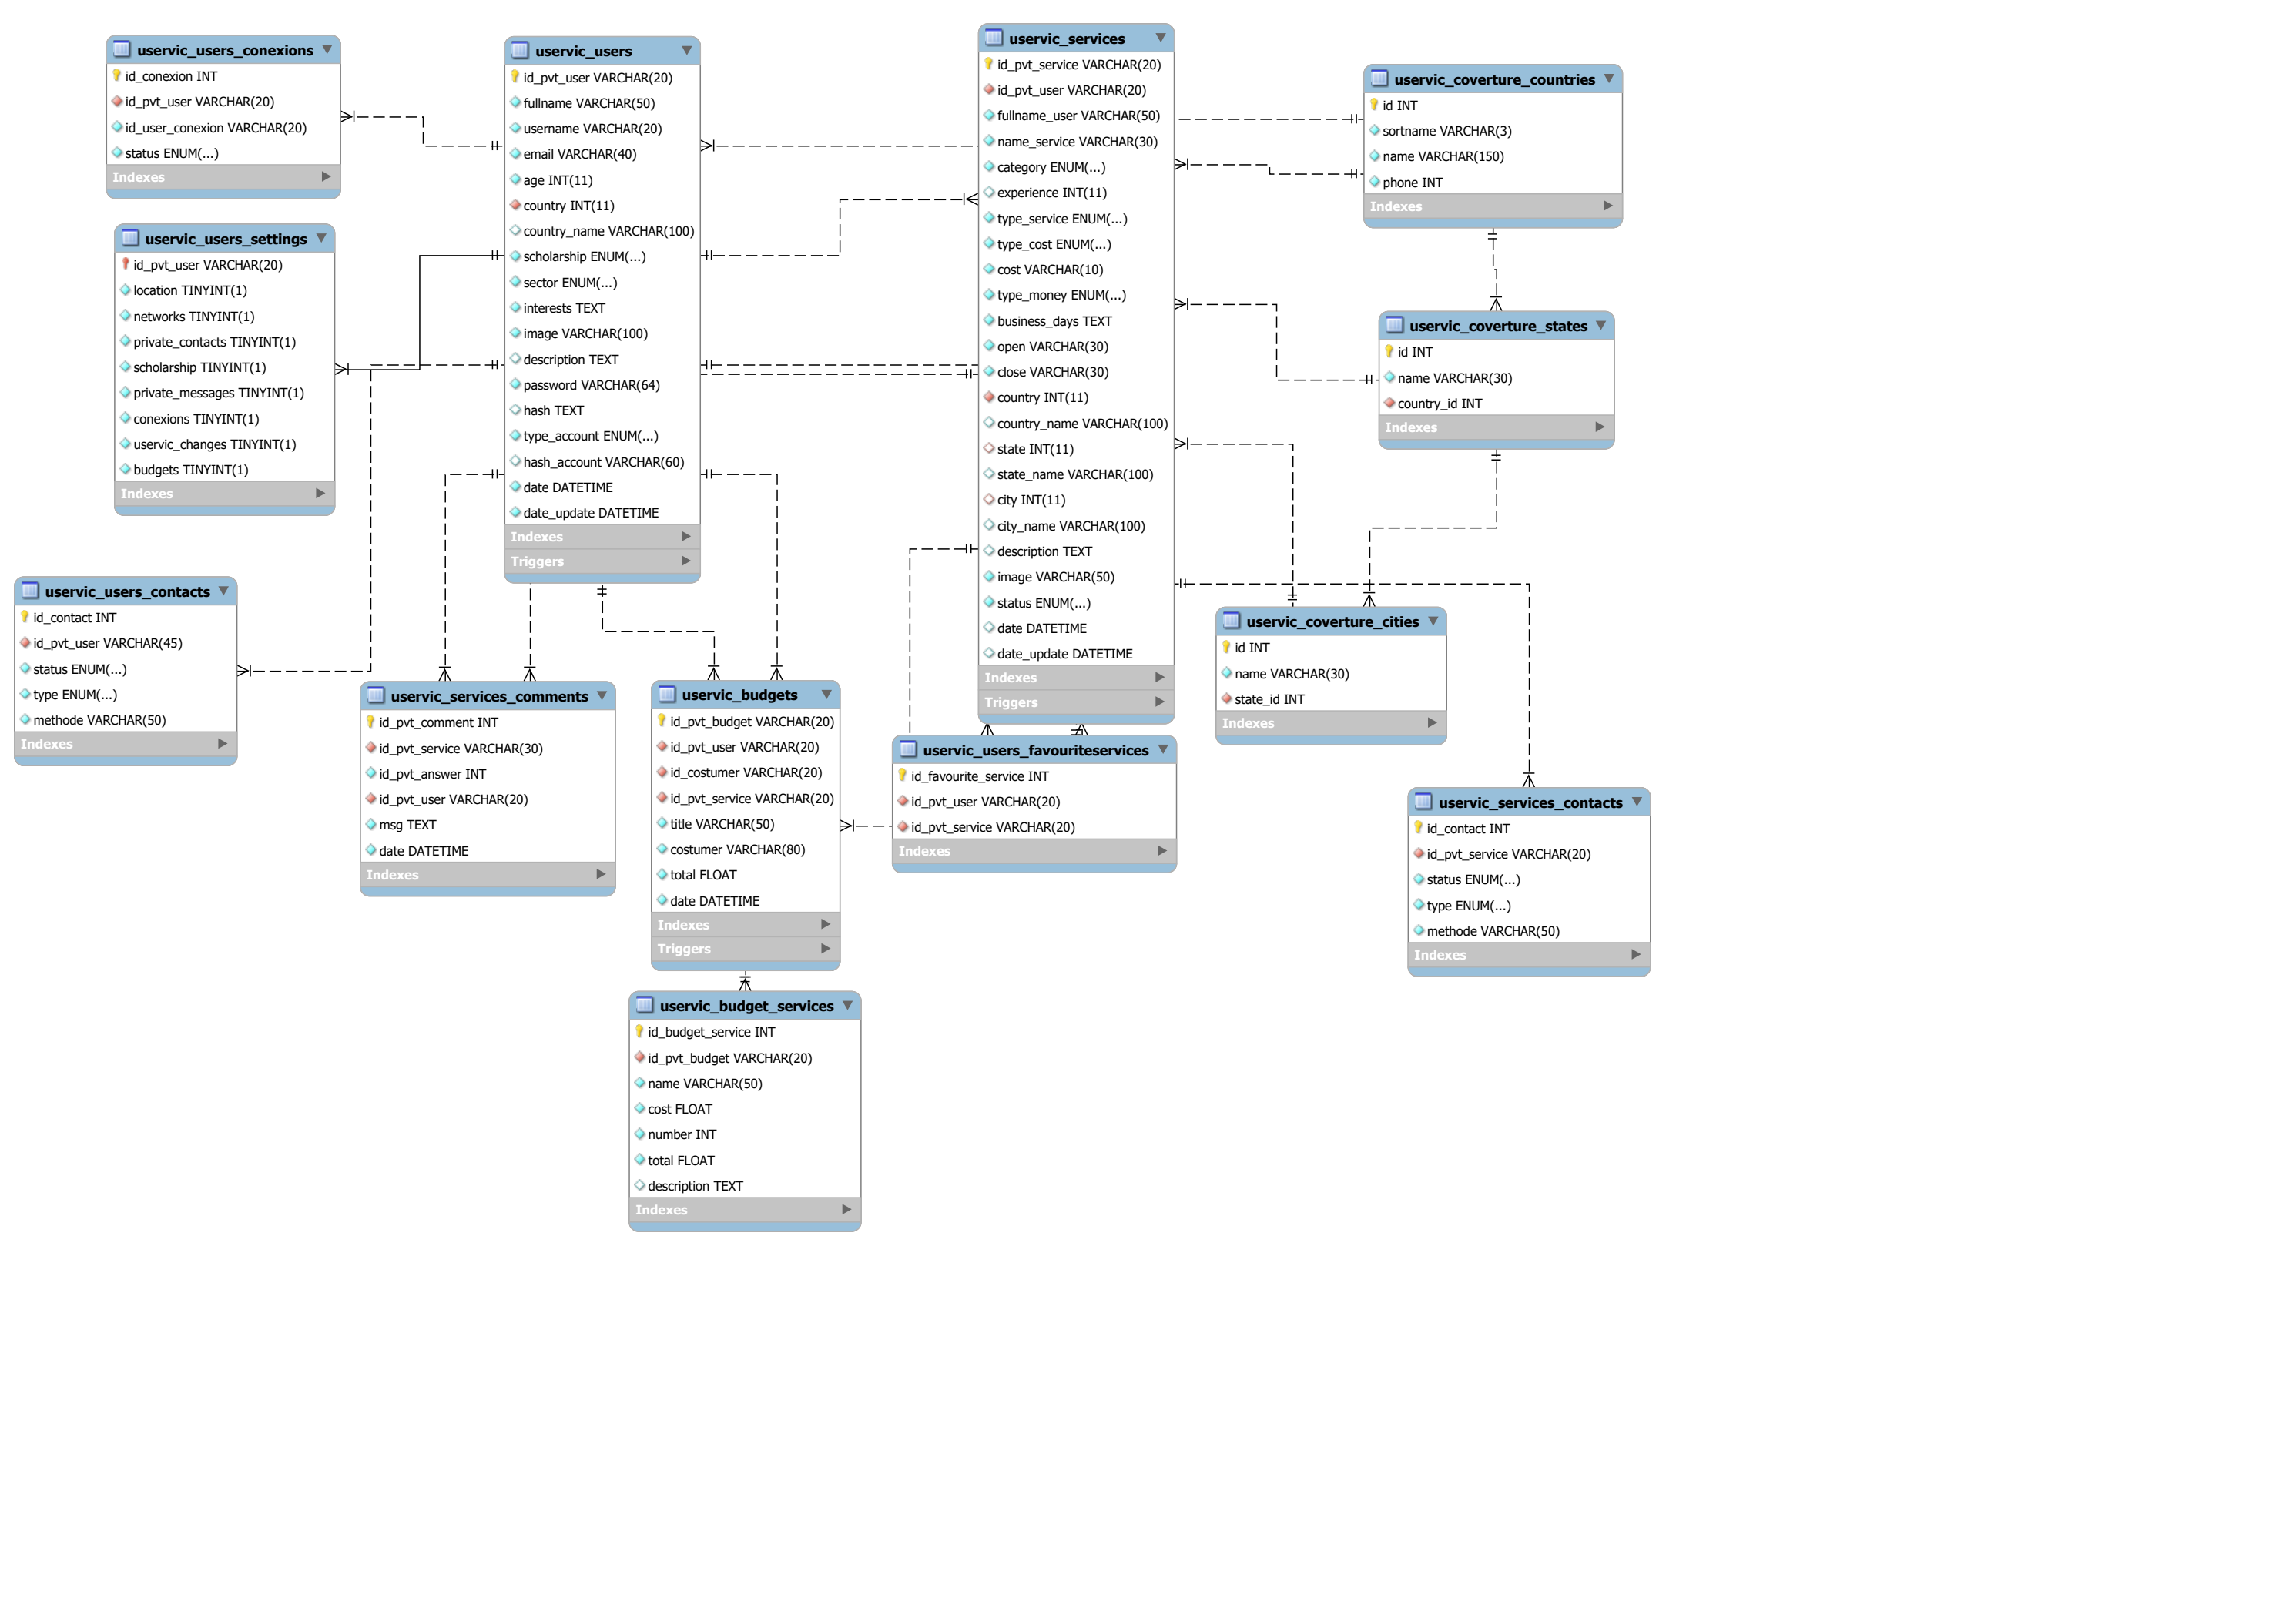 uservic_users_conexions
id_conexion INT
id_pvt_user VARCHAR(20)
id_user_conexion VARCHAR(20)
status ENUM(...)
Indexes
uservic_users_settings
id_pvt_user VARCHAR(20)
location TINYINT(1)
networks TINYINT(1)
private_contacts TINYINT(1)
scholarship TINYINT(1)
private_messages TINYINT(1)
conexions TINYINT(1)
uservic_changes TINYINT(1)
budgets TINYINT(1)
Indexes
uservic_users_contacts
id_contact INT
id_pvt_user VARCHAR(45)
status ENUM(...)
type ENUM(...)
methode VARCHAR(50)
Indexes
uservic_users
id_pvt_user VARCHAR(20)
fullname VARCHAR(50)
username VARCHAR(20)
email VARCHAR(40)
age INT(11)
country INT(11)
country_name VARCHAR(100)
scholarship ENUM(...)
sector ENUM(...)
interests TEXT
image VARCHAR(100)
description TEXT
password VARCHAR(64)
hash TEXT
type_account ENUM(...)
hash_account VARCHAR(60)
date DATETIME
date_update DATETIME
Indexes
Triggers
uservic_services_comments
id_pvt_comment INT
id_pvt_service VARCHAR(30)
id_pvt_answer INT
id_pvt_user VARCHAR(20)
msg TEXT
date DATETIME
Indexes
uservic_budgets
id_pvt_budget VARCHAR(20)
id_pvt_user VARCHAR(20)
id_costumer VARCHAR(20)
id_pvt_service VARCHAR(20)
title VARCHAR(50)
costumer VARCHAR(80)
total FLOAT
date DATETIME
Indexes
Triggers
uservic_budget_services
id_budget_service INT
id_pvt_budget VARCHAR(20)
name VARCHAR(50)
cost FLOAT
number INT
total FLOAT
description TEXT
Indexes
uservic_services
id_pvt_service VARCHAR(20)
id_pvt_user VARCHAR(20)
fullname_user VARCHAR(50)
name_service VARCHAR(30)
category ENUM(...)
experience INT(11)
type_service ENUM(...)
type_cost ENUM(...)
cost VARCHAR(10)
type_money ENUM(...)
business_days TEXT
open VARCHAR(30)
close VARCHAR(30)
country INT(11)
country_name VARCHAR(100)
state INT(11)
state_name VARCHAR(100)
city INT(11)
city_name VARCHAR(100)
description TEXT
image VARCHAR(50)
status ENUM(...)
date DATETIME
date_update DATETIME
Indexes
Triggers
uservic_users_favouriteservices
id_favourite_service INT
id_pvt_user VARCHAR(20)
id_pvt_service VARCHAR(20)
Indexes
uservic_coverture_countries
id INT
sortname VARCHAR(3)
name VARCHAR(150)
phone INT
Indexes
uservic_coverture_states
id INT
name VARCHAR(30)
country_id INT
Indexes
uservic_coverture_cities
id INT
name VARCHAR(30)
state_id INT
Indexes
uservic_services_contacts
id_contact INT
id_pvt_service VARCHAR(20)
status ENUM(...)
type ENUM(...)
methode VARCHAR(50)
Indexes